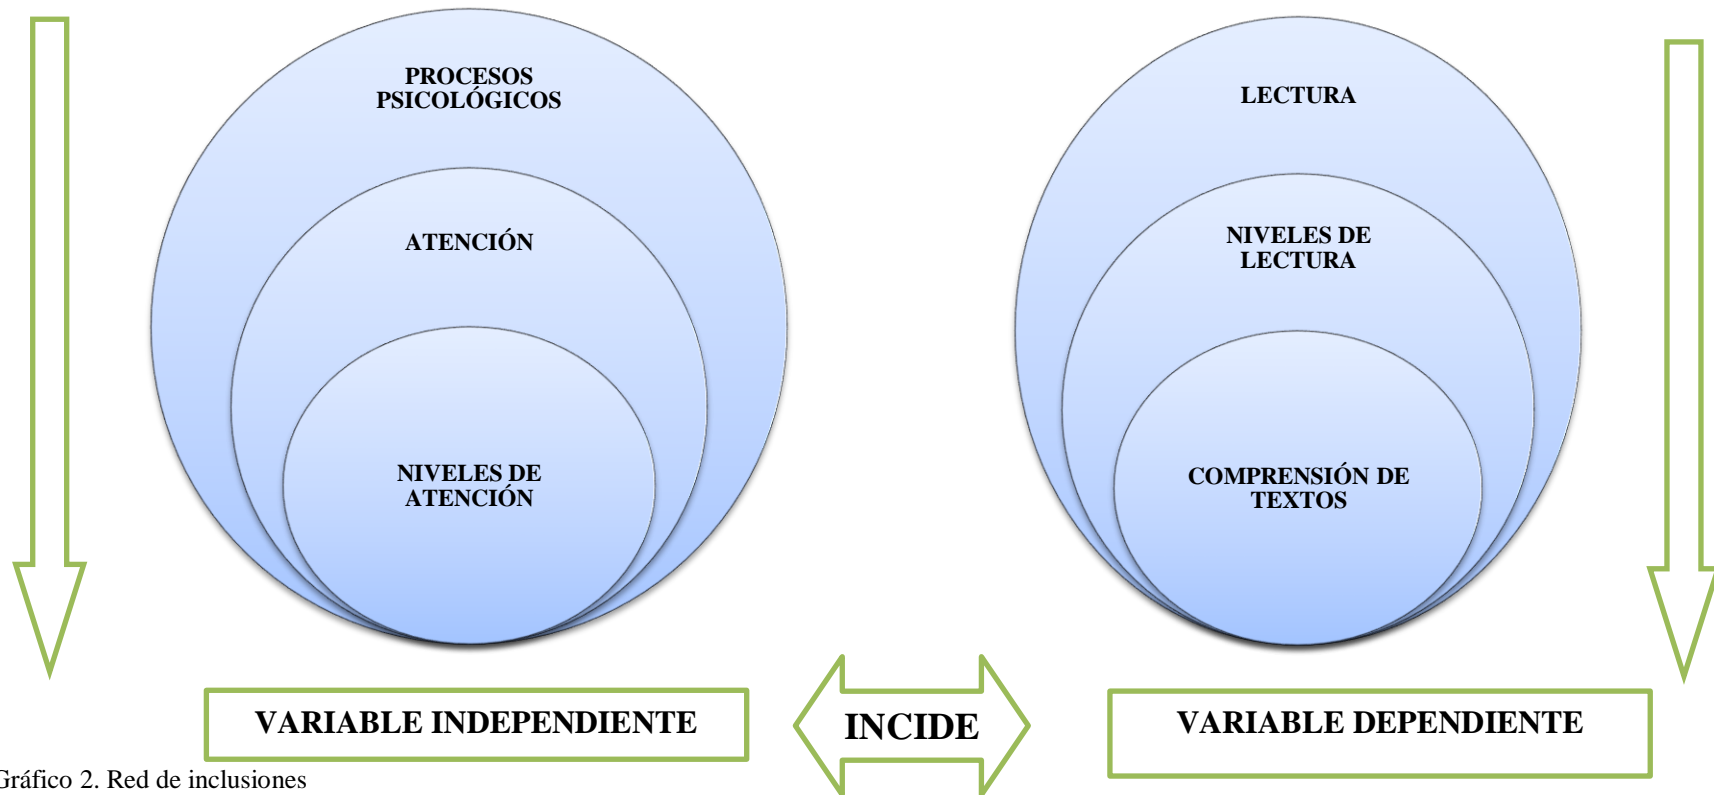 PROCESOS
PSICOLÓGICOS
ATENCIÓN
NIVELES DE
ATENCIÓN
LECTURA
NIVELES DE
LECTURA
COMPRENSIÓN DE
TEXTOS
VARIABLE INDEPENDIENTE
INCIDE
VARIABLE DEPENDIENTE
Gráfico 2. Red de inclusiones